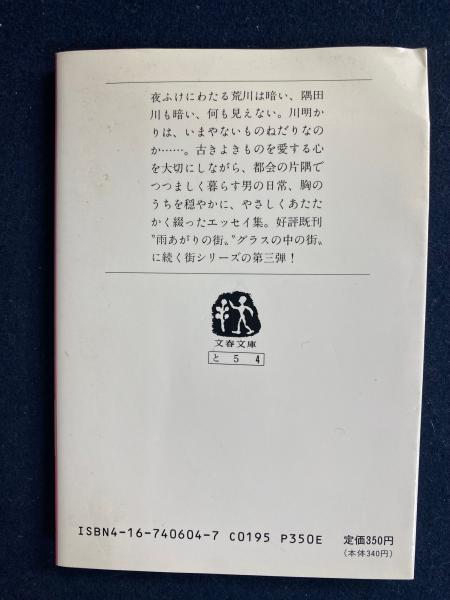 夜ふけにわたる荒川は暗い、隅田
川も暗い、何も見えない。川明か
りは、いまやないものねだりなの
か……。古きよきものを愛する心
を大切にしながら、都会の片隅で
つつましく暮らす男の日常、胸の
うちを穏やかに、やさしくあたた
かく綴ったエッセイ集。好評既刊
〝雨あがりの街〟〝グラスの中の街〟
に続く街シリーズの第三弾！
文春文庫
と 5 4
ISBN4-16-740604-7 C0195 P350E 定価350円
(本体340円)